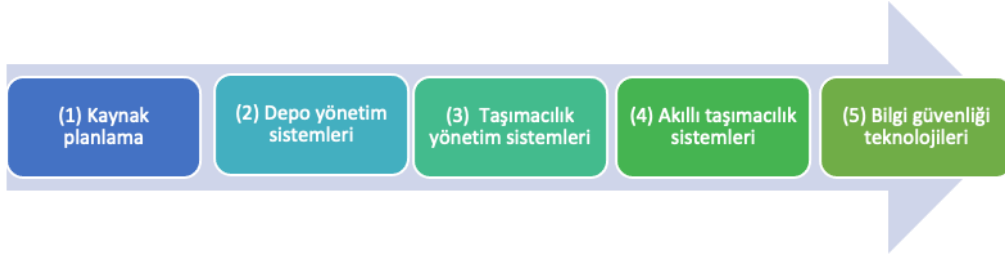 (1) Kaynak
planlama
(2) Depo yönetim
sistemleri
(3) Taşımacılık
yönetim sistemleri
(4) Akıllı taşımacılık
sistemleri
(5) Bilgi güvenliği
teknolojileri